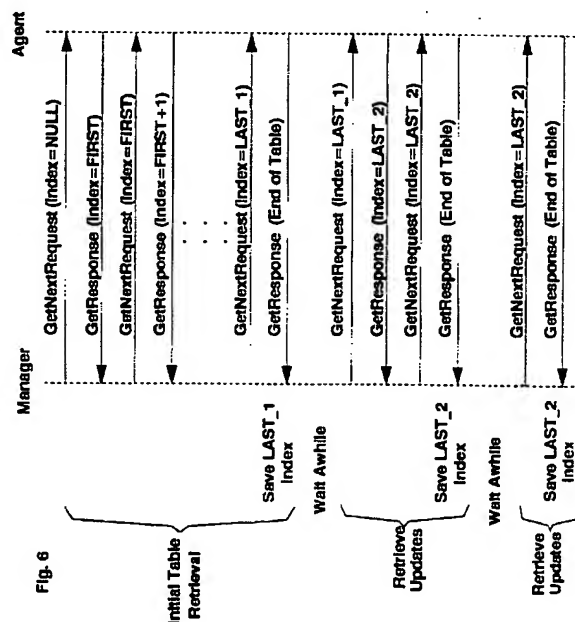 Fig. 6
Manager
Agent
Initial Table
Retrieval
GetNextRequest (Index=NULL)
GetResponse (Index=FIRST)
GetNextRequest (Index=FIRST)
GetResponse (Index=FIRST+1)
GetNextRequest (Index=LAST_1)
GetResponse (End of Table)
Save LAST_1
Index
Wait Awhile
Retrieve
Updates
GetNextRequest (Index=LAST_1)
GetResponse (Index=LAST_2)
GetNextRequest (Index=LAST_2)
GetResponse (End of Table)
Save LAST_2
Index
Wait Awhile
Retrieve
Updates
GetNextRequest (Index=LAST_2)
GetResponse (End of Table)
Save LAST_2
Index